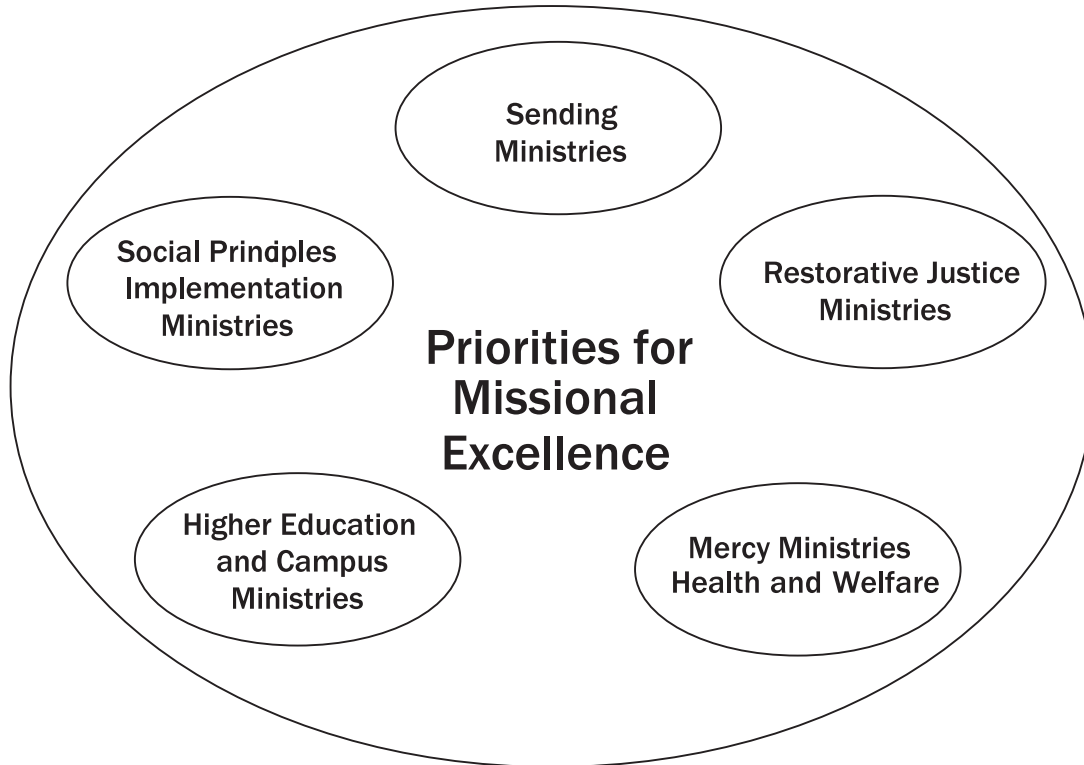 Sending
Ministries
Social Principles
Implementation
Ministries
Restorative Justice
Ministries
Priorities for
Missional
Excellence
Higher Education
and Campus
Ministries
Mercy Ministries
Health and Welfare